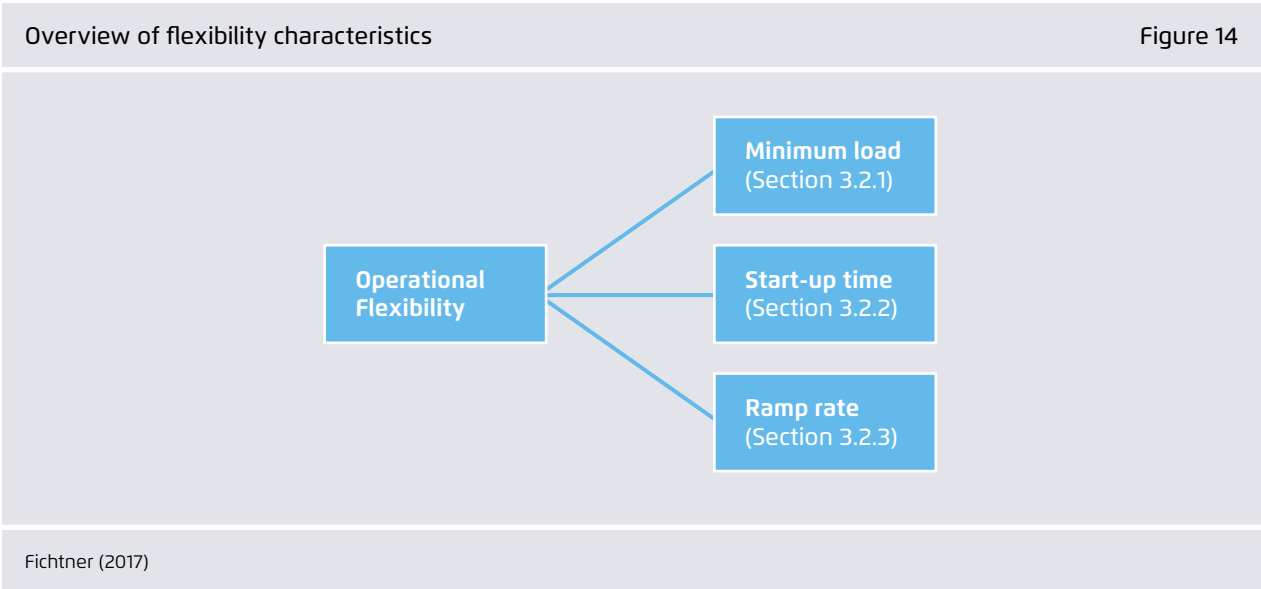 Overview of flexibility characteristics
Figure 14
Operational
Flexibility
Minimum load
(Section 3.2.1)
Start-up time
(Section 3.2.2)
Ramp rate
(Section 3.2.3)
Fichtner (2017)